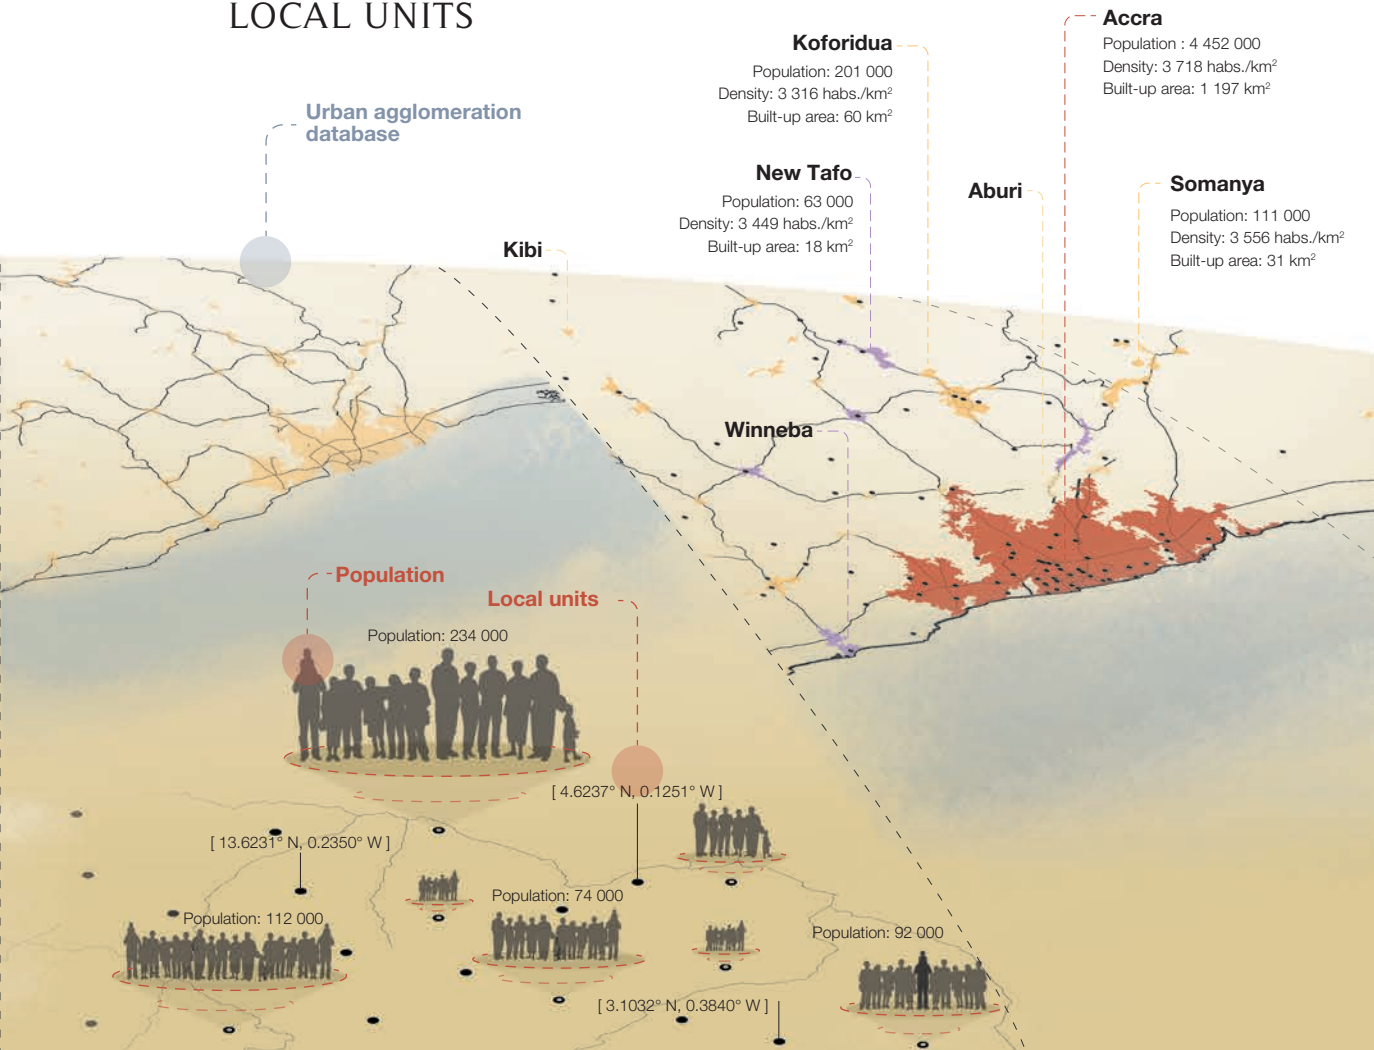 LOCAL UNITS
Urban agglomeration
database
Kibi
Koforidua
Population: 201 000
Density: 3 316 habs./km²
Built-up area: 60 km²
New Tafo
Population: 63 000
Density: 3 449 habs./km²
Built-up area: 18 km²
Accra
Population : 4 452 000
Density: 3 718 habs./km²
Built-up area: 1 197 km²
Aburi
Somanya
Population: 111 000
Density: 3 556 habs./km²
Built-up area: 31 km²
Winneba
Population
Local units
Population: 234 000
[ 4.6237° N, 0.1251° W ]
[ 13.6231° N, 0.2350° W ]
Population: 74 000
Population: 112 000
Population: 92 000
[ 3.1032° N, 0.3840° W ]